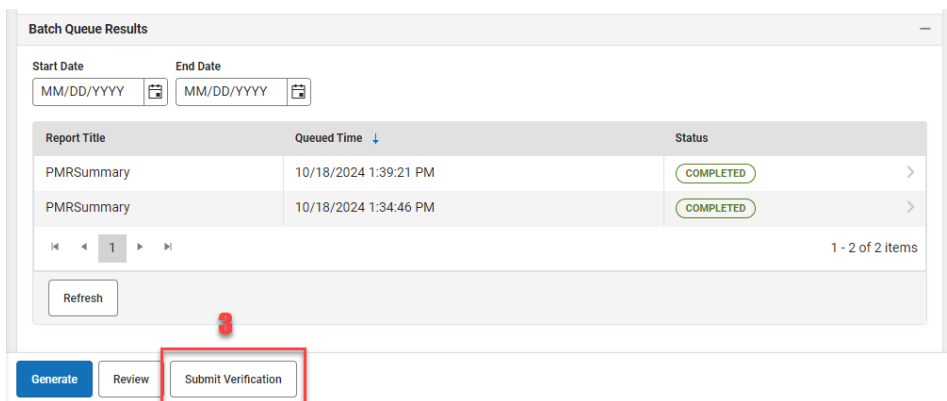 Batch Queue Results
Start Date End Date
MM/DD/YYYY MM/DD/YYYY
Report Title Queued Time ↓ Status
PMRSummary 10/18/2024 1:39:21 PM COMPLETED
PMRSummary 10/18/2024 1:34:46 PM COMPLETED
1 1 - 2 of 2 items
Refresh
3
Generate Review Submit Verification